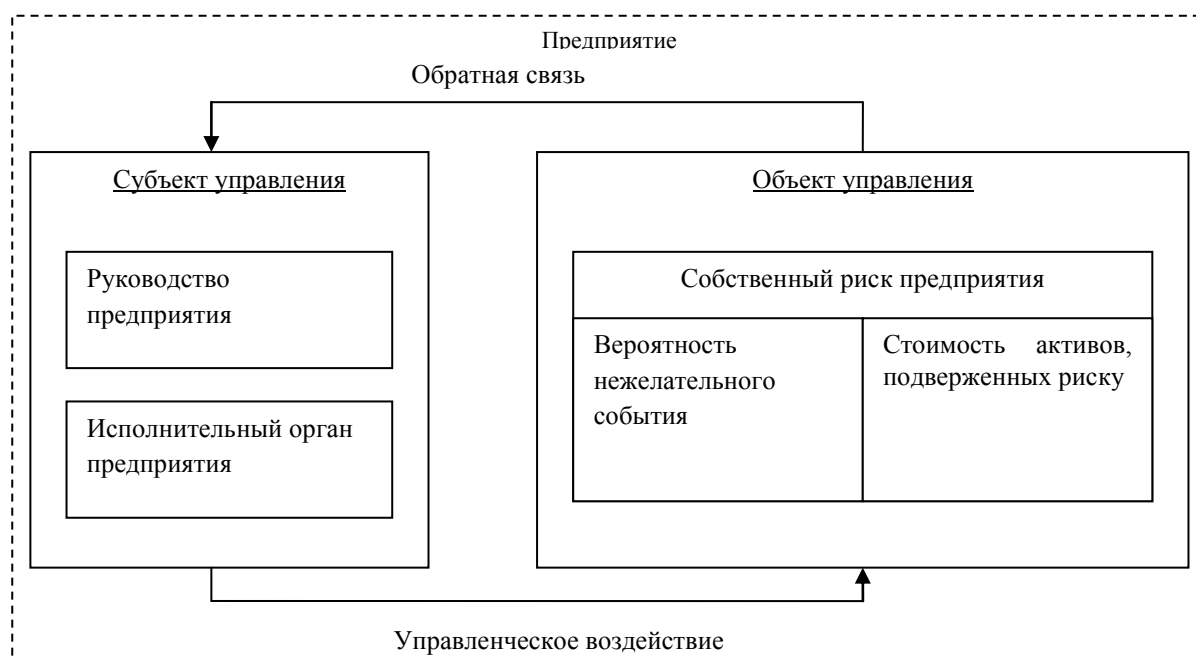 Предприятие
Обратная связь
Субъект управления
Руководство
предприятия
Исполнительный орган
предприятия
Объект управления
Собственный риск предприятия
Вероятность
нежелательного
события
Стоимость активов,
подверженных риску
Управленческое воздействие